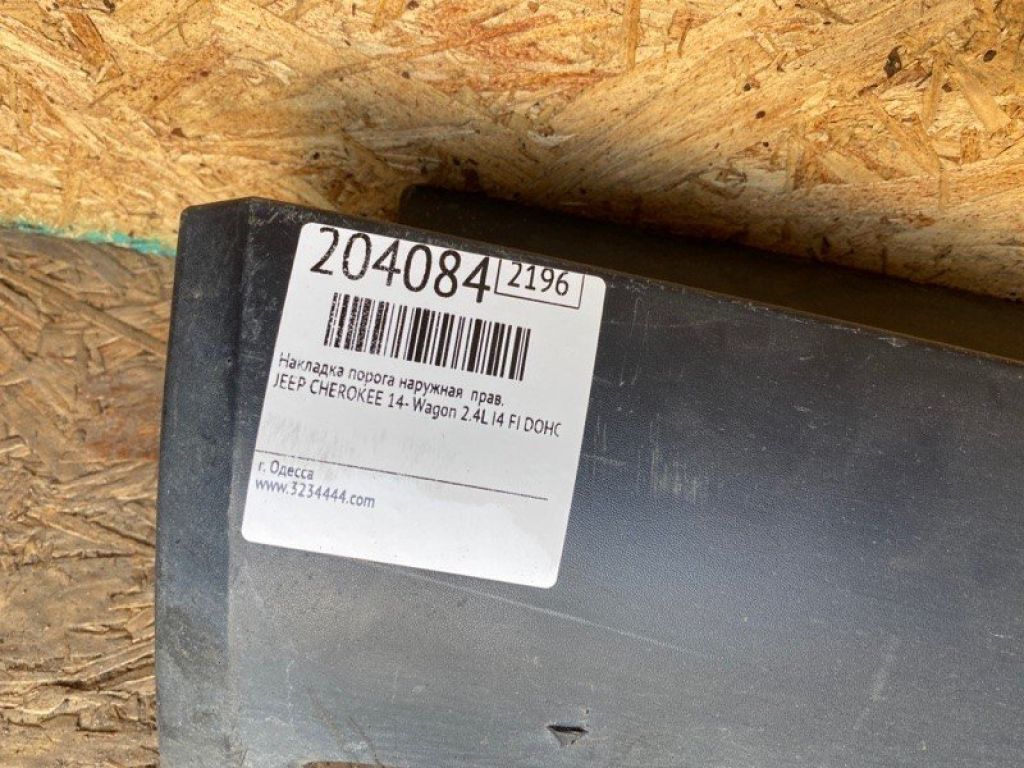 204084 2196
Накладка порога наружная прав.
JEEP CHEROKEE 14- Wagon 2.4L I4 FI DOHC
г. Одесса
www.3234444.com